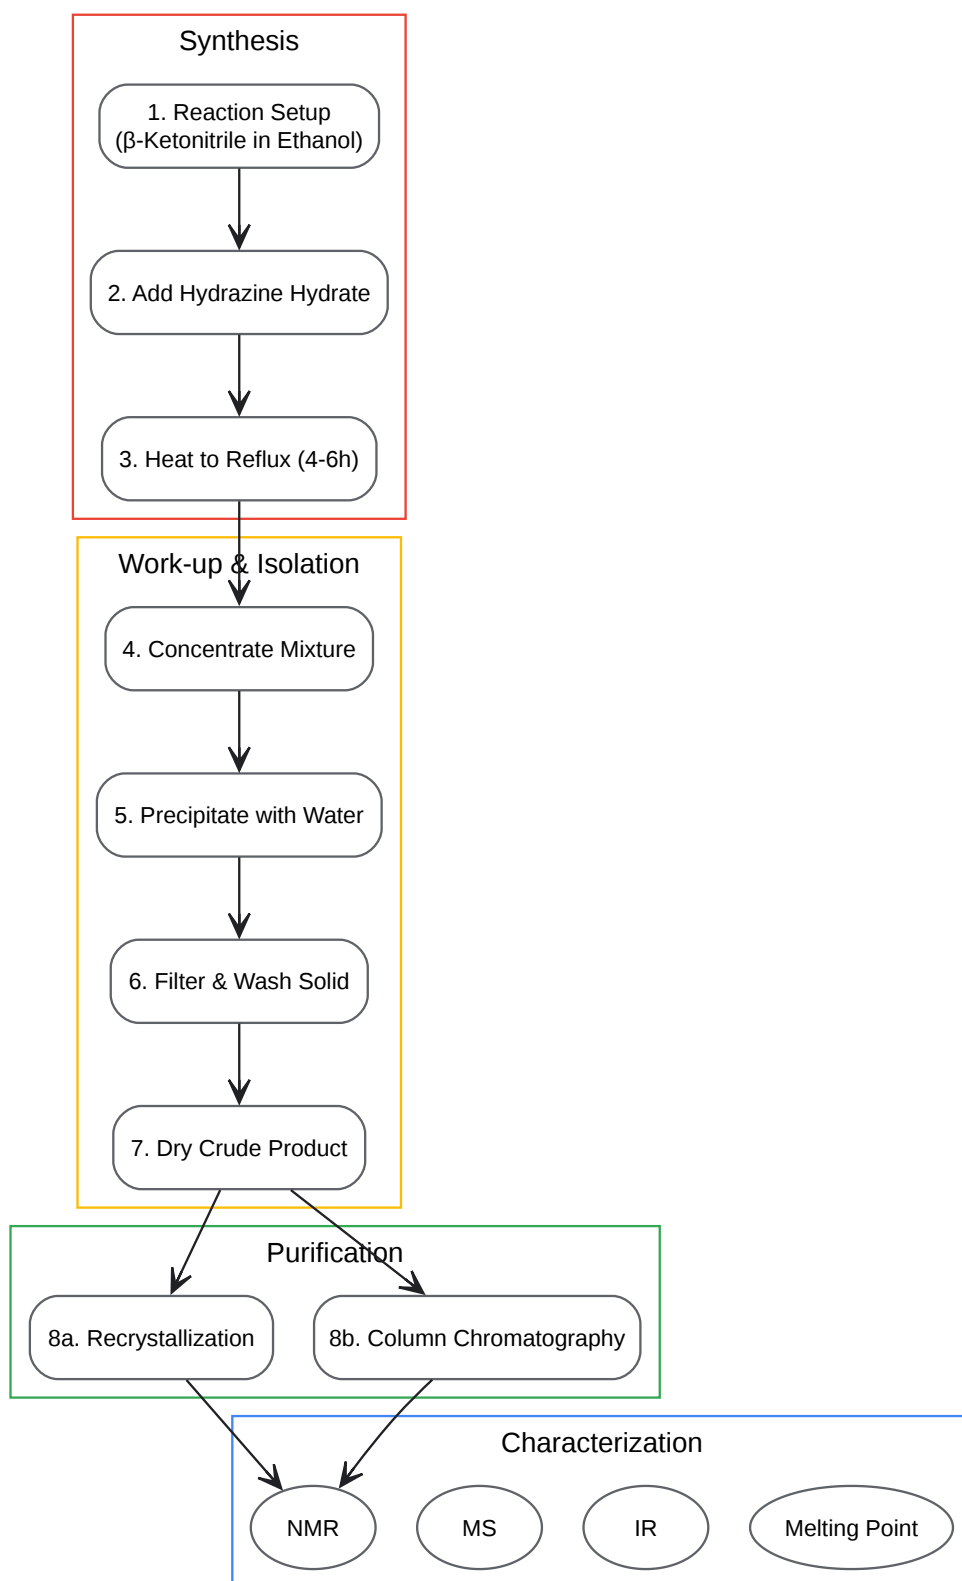 Synthesis
1. Reaction Setup
(β-Ketonitrile in Ethanol)
2. Add Hydrazine Hydrate
3. Heat to Reflux (4-6h)
Work-up & Isolation
4. Concentrate Mixture
5. Precipitate with Water
6. Filter & Wash Solid
7. Dry Crude Product
Purification
8a. Recrystallization
8b. Column Chromatography
Characterization
NMR
MS
IR
Melting Point